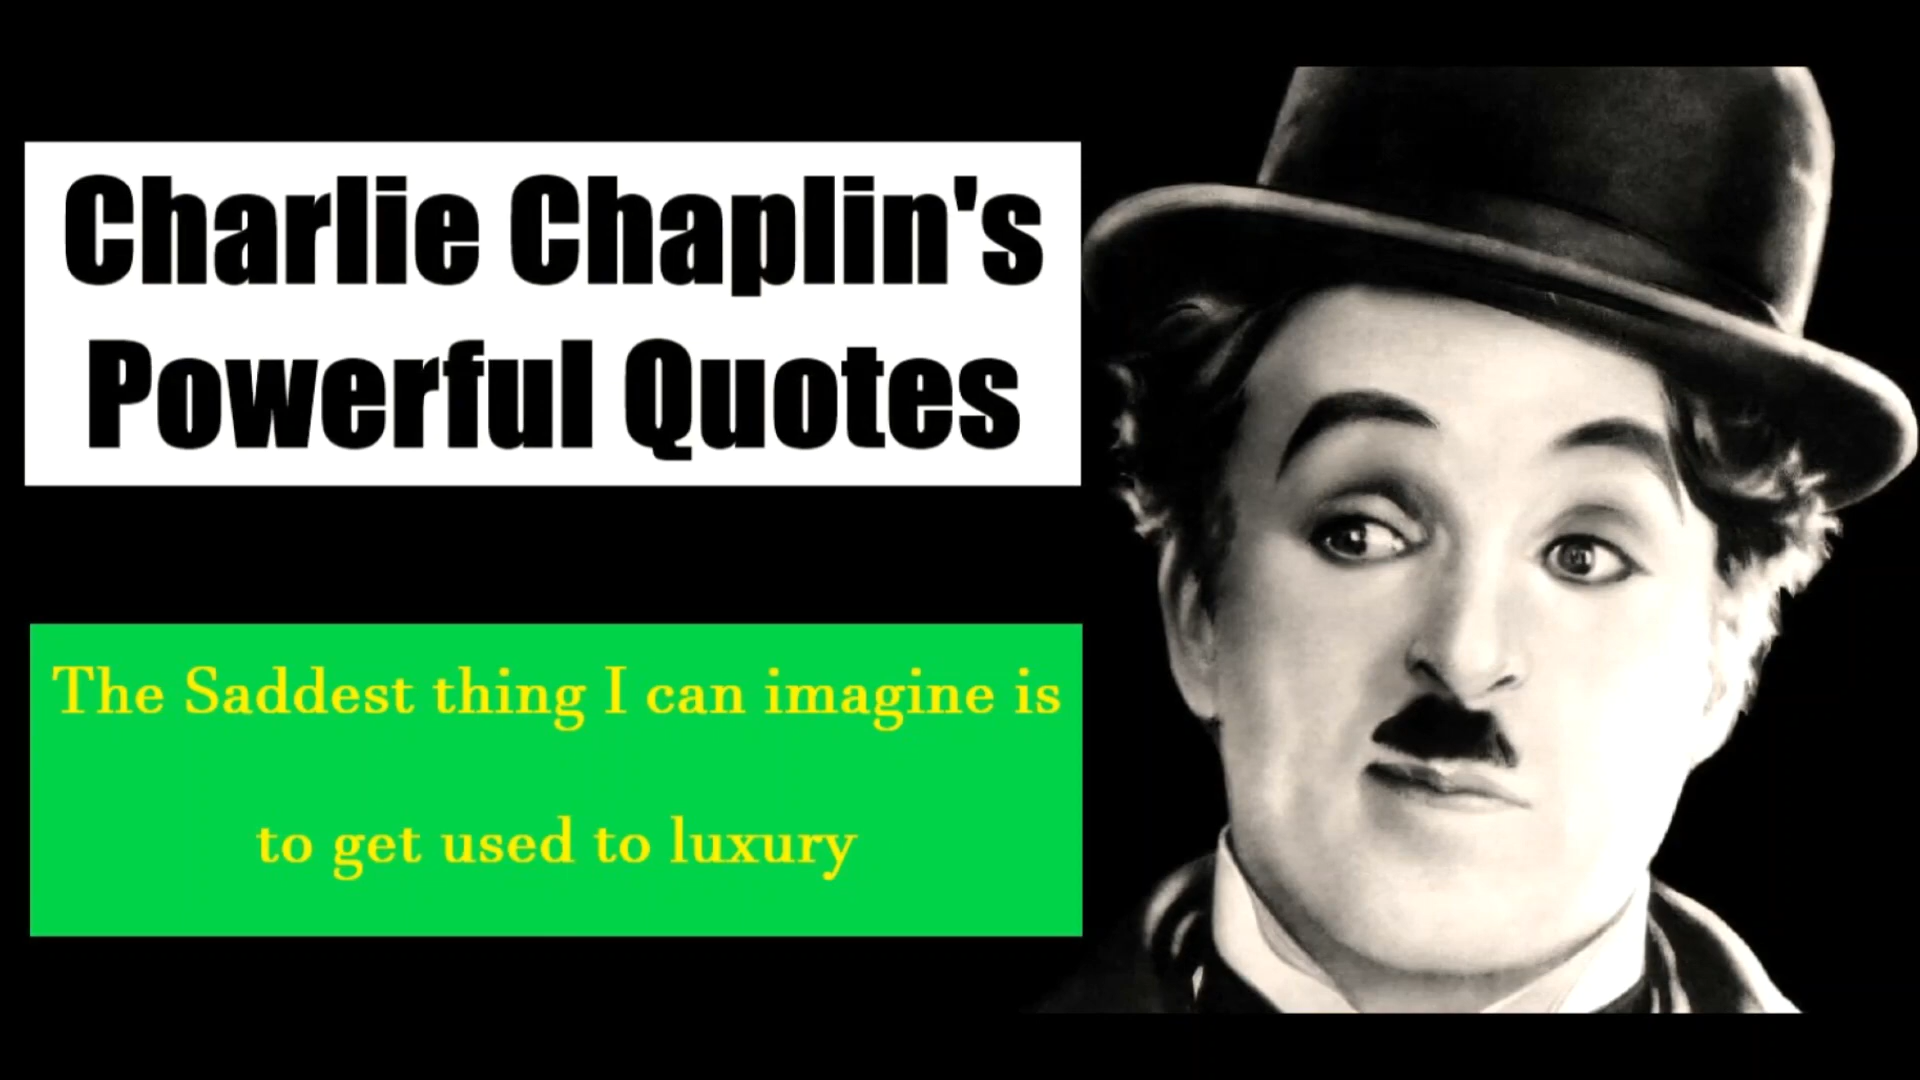 Charlie Chaplin's
Powerful Quotes
The Saddest thing I can imagine is
to get used to luxury